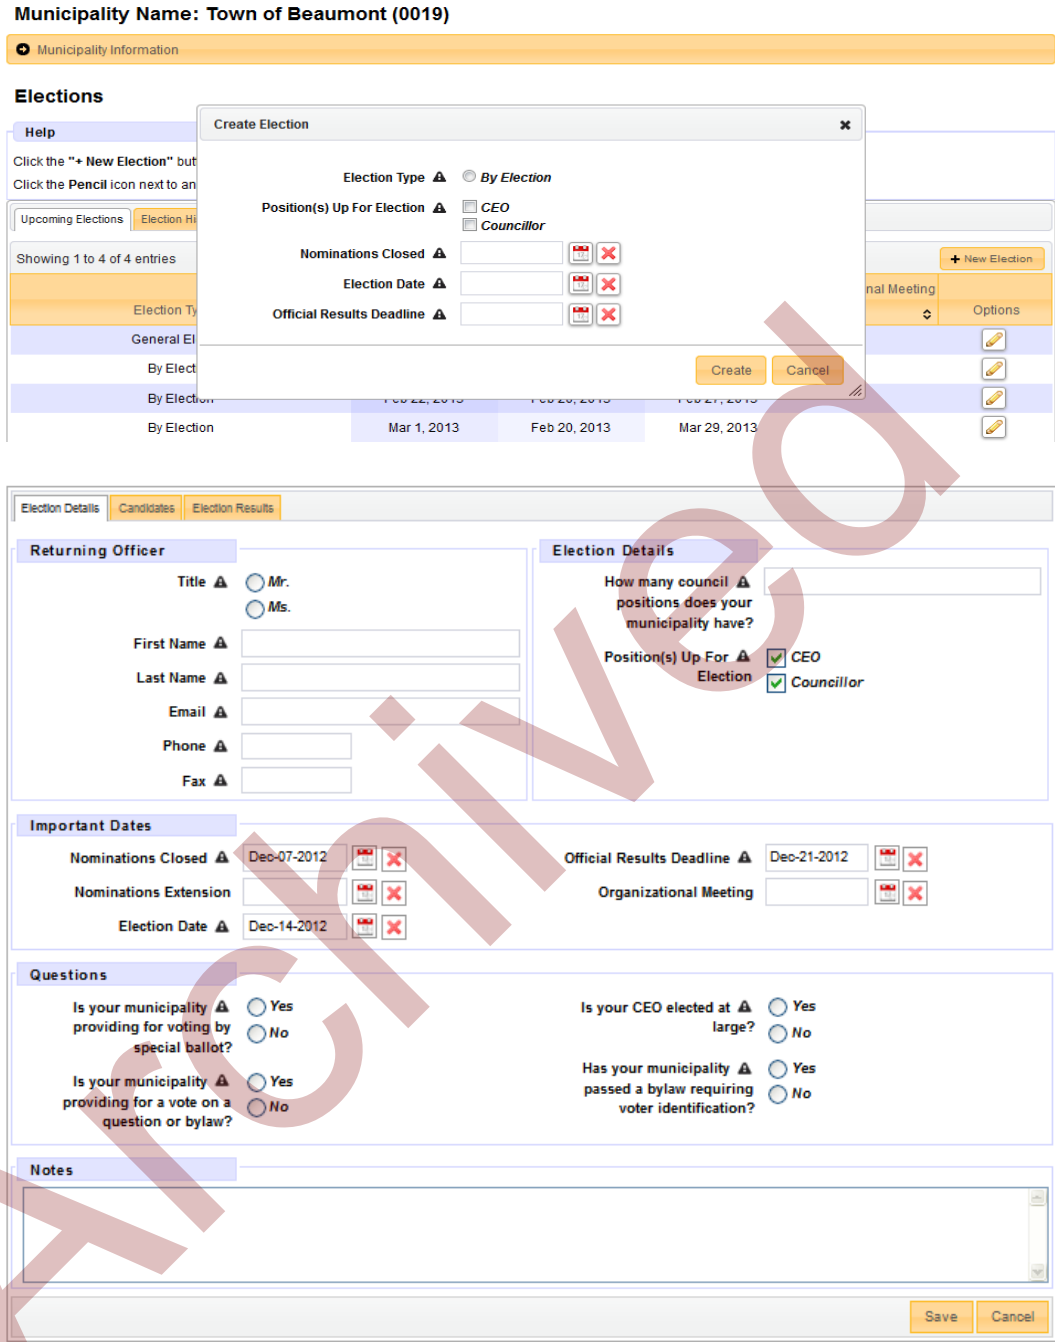 Municipality Name: Town of Beaumont (0019)
Municipality Information
Elections
Help
Click the "+ New Election" but
Click the Pencil icon next to an
Create Election
Election Type By Election
Position(s) Up For Election CEO
Councillor
Nominations Closed
Election Date
Official Results Deadline
Create Cancel
Upcoming Elections Election Hi
Showing 1 to 4 of 4 entries + New Election
nal Meeting
Election Ty Options
General El
By Elect
By Election Feb 22, 2013 Feb 20, 2013 Feb 27, 2013
By Election Mar 1, 2013 Feb 20, 2013 Mar 29, 2013
Election Details Candidates Election Results
Returning Officer
Title Mr.
Ms.
First Name
Last Name
Email
Phone
Fax
Election Details
How many council
positions does your
municipality have?
Position(s) Up For CEO
Election Councillor
Important Dates
Nominations Closed Dec-07-2012 Official Results Deadline Dec-21-2012
Nominations Extension Organizational Meeting
Election Date Dec-14-2012
Questions
Is your municipality Yes
providing for voting by No
special ballot?
Is your CEO elected at Yes
large? No
Is your municipality Yes
providing for a vote on a No
question or bylaw?
Has your municipality Yes
passed a bylaw requiring No
voter identification?
Notes
Save Cancel
Archived